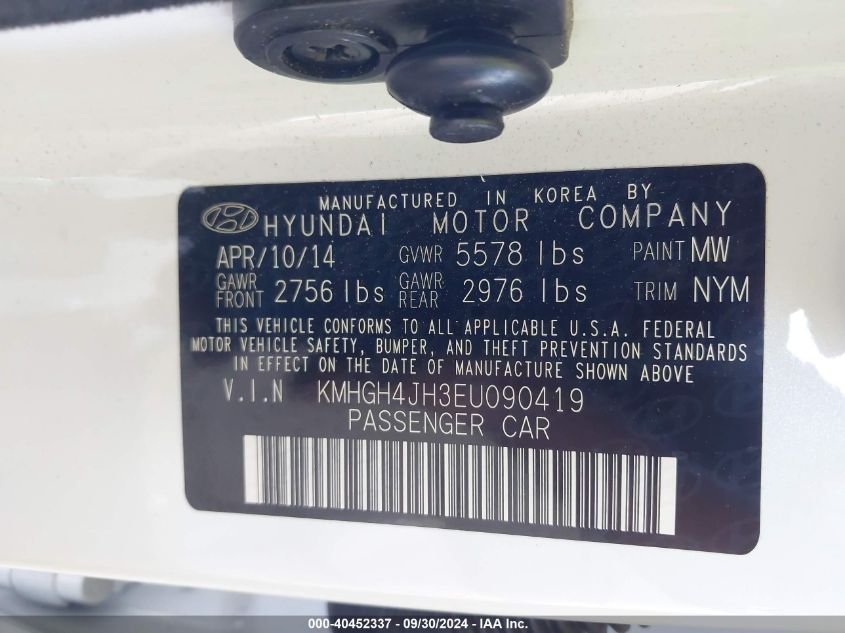 MANUFACTURED IN KOREA BY
HYUNDAI MOTOR COMPANY
APR/10/14 GVWR 5578 lbs PAINT MW
GAWR FRONT 2756 lbs GAWR REAR 2976 lbs TRIM NYM
THIS VEHICLE CONFORMS TO ALL APPLICABLE U.S.A. FEDERAL
MOTOR VEHICLE SAFETY, BUMPER, AND THEFT PREVENTION STANDARDS
IN EFFECT ON THE DATE OF MANUFACTURE SHOWN ABOVE
V.I.N KMHGH4JH3EU090419
PASSENGER CAR
000-40452337 - 09/30/2024 - IAA Inc.